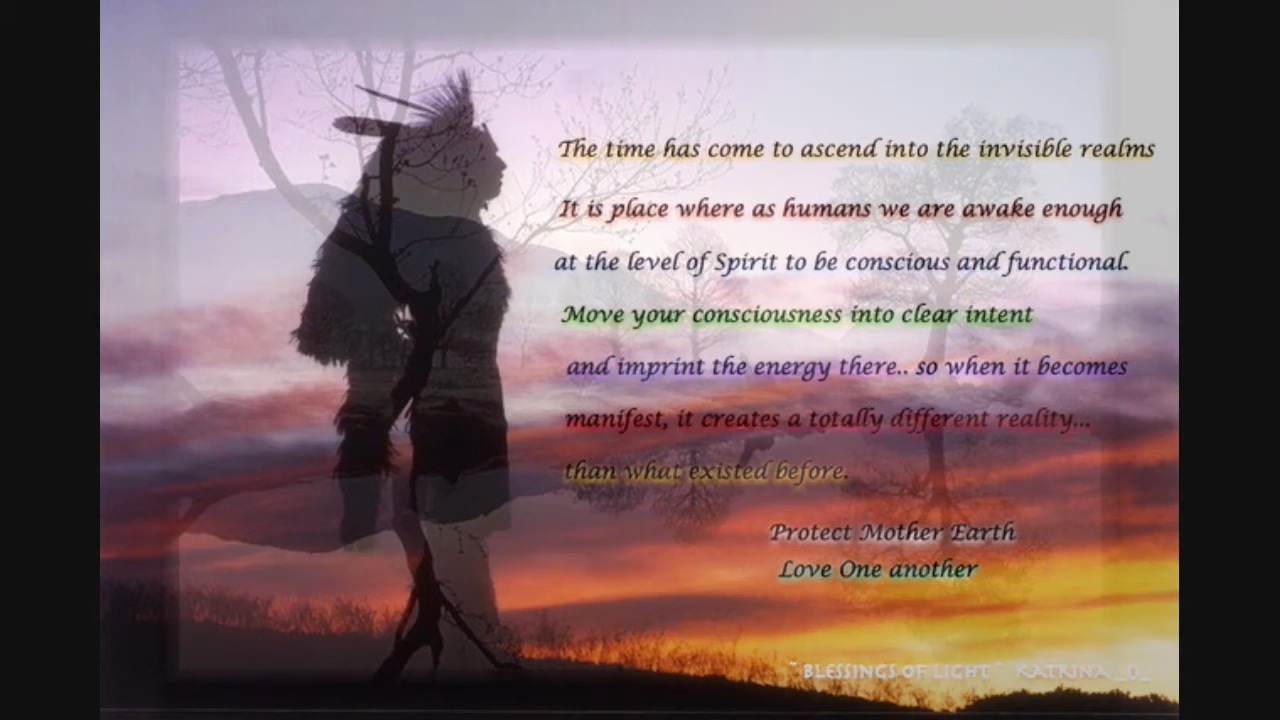 The time has come to ascend into the invisible realms
It is place where as humans we are awake enough
at the level of Spirit to be conscious and functional.
Move your consciousness into clear intent
and imprint the energy there.. so when it becomes
manifest, it creates a totally different reality...
than what existed before.
Protect Mother Earth
Love One another
~BLESSINGS OF LIGHT~ KATRINA _0_